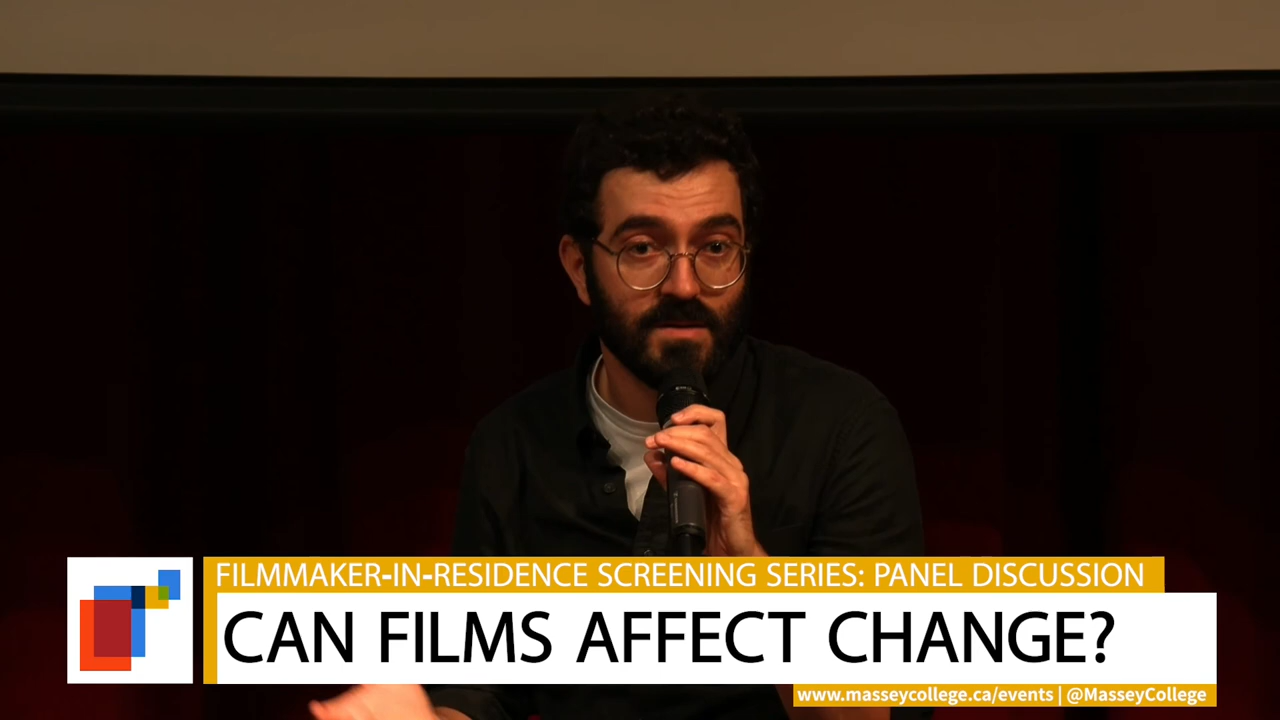 FILMMAKER-IN-RESIDENCE SCREENING SERIES: PANEL DISCUSSION
CAN FILMS AFFECT CHANGE?
www.masseycollege.ca/events | @MasseyCollege